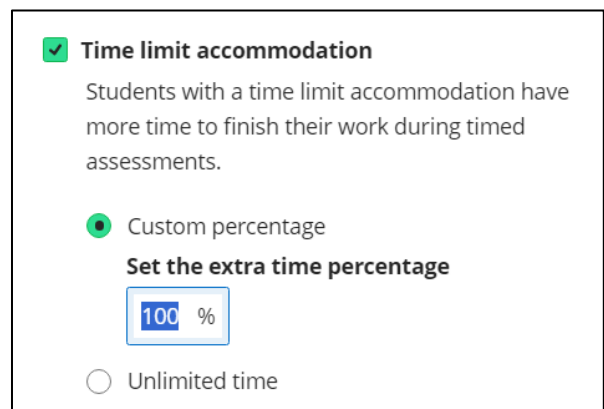 Time limit accommodation
Students with a time limit accommodation have
more time to finish their work during timed
assessments.
Custom percentage
Set the extra time percentage
100 %
Unlimited time